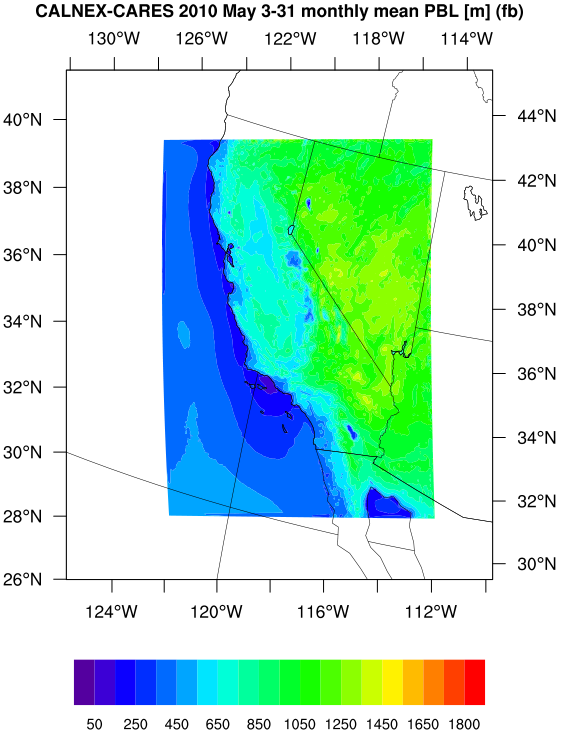 CALNEX-CARES 2010 May 3-31 monthly mean PBL [m] (fb)
130°W 126°W 122°W 118°W 114°W
40°N 44°N
38°N 42°N
36°N 40°N
34°N 38°N
32°N 36°N
30°N 34°N
28°N 32°N
26°N 30°N
124°W 120°W 116°W 112°W
50 250 450 650 850 1050 1250 1450 1650 1800